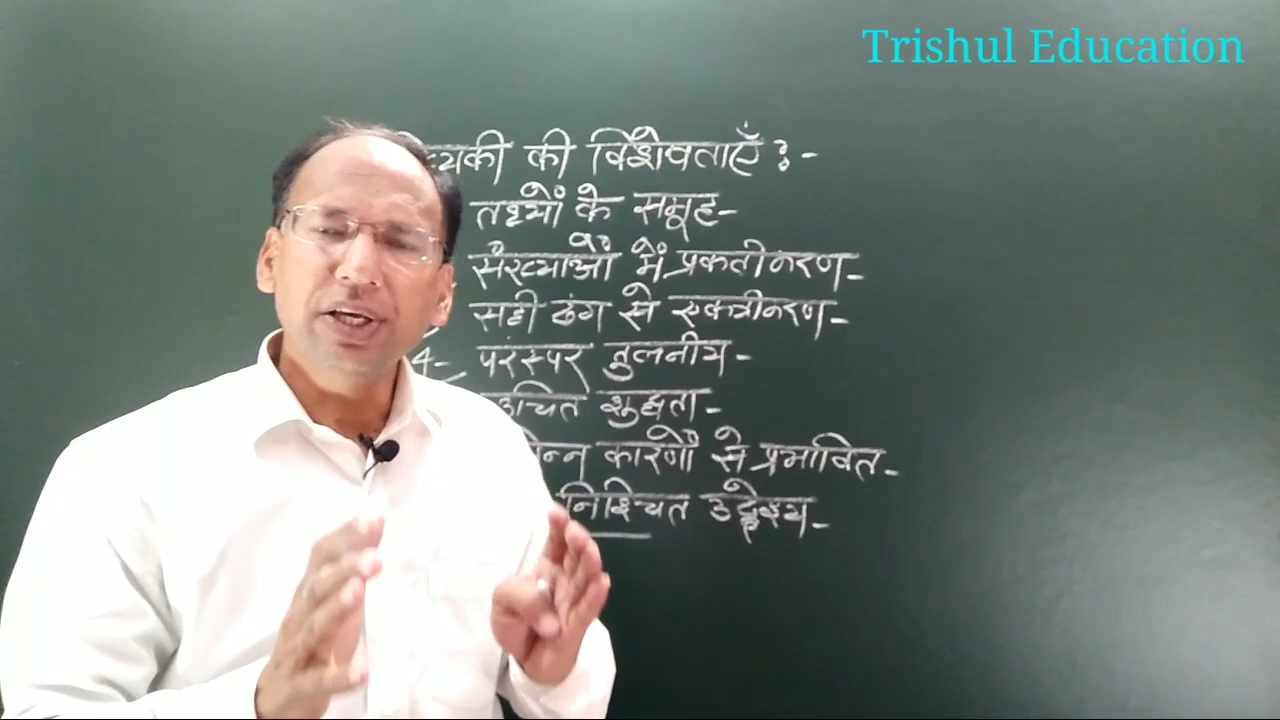 Trishul Education
की विशेषताएँ :-
तथ्यों के समूह-
संख्याओं में प्रकटीकरण-
सही ढंग से एकत्रीकरण-
4- परस्पर तुलनीय-
उचित शुद्धता-
कारणों से प्रभावित-
निश्चित उद्देश्य-